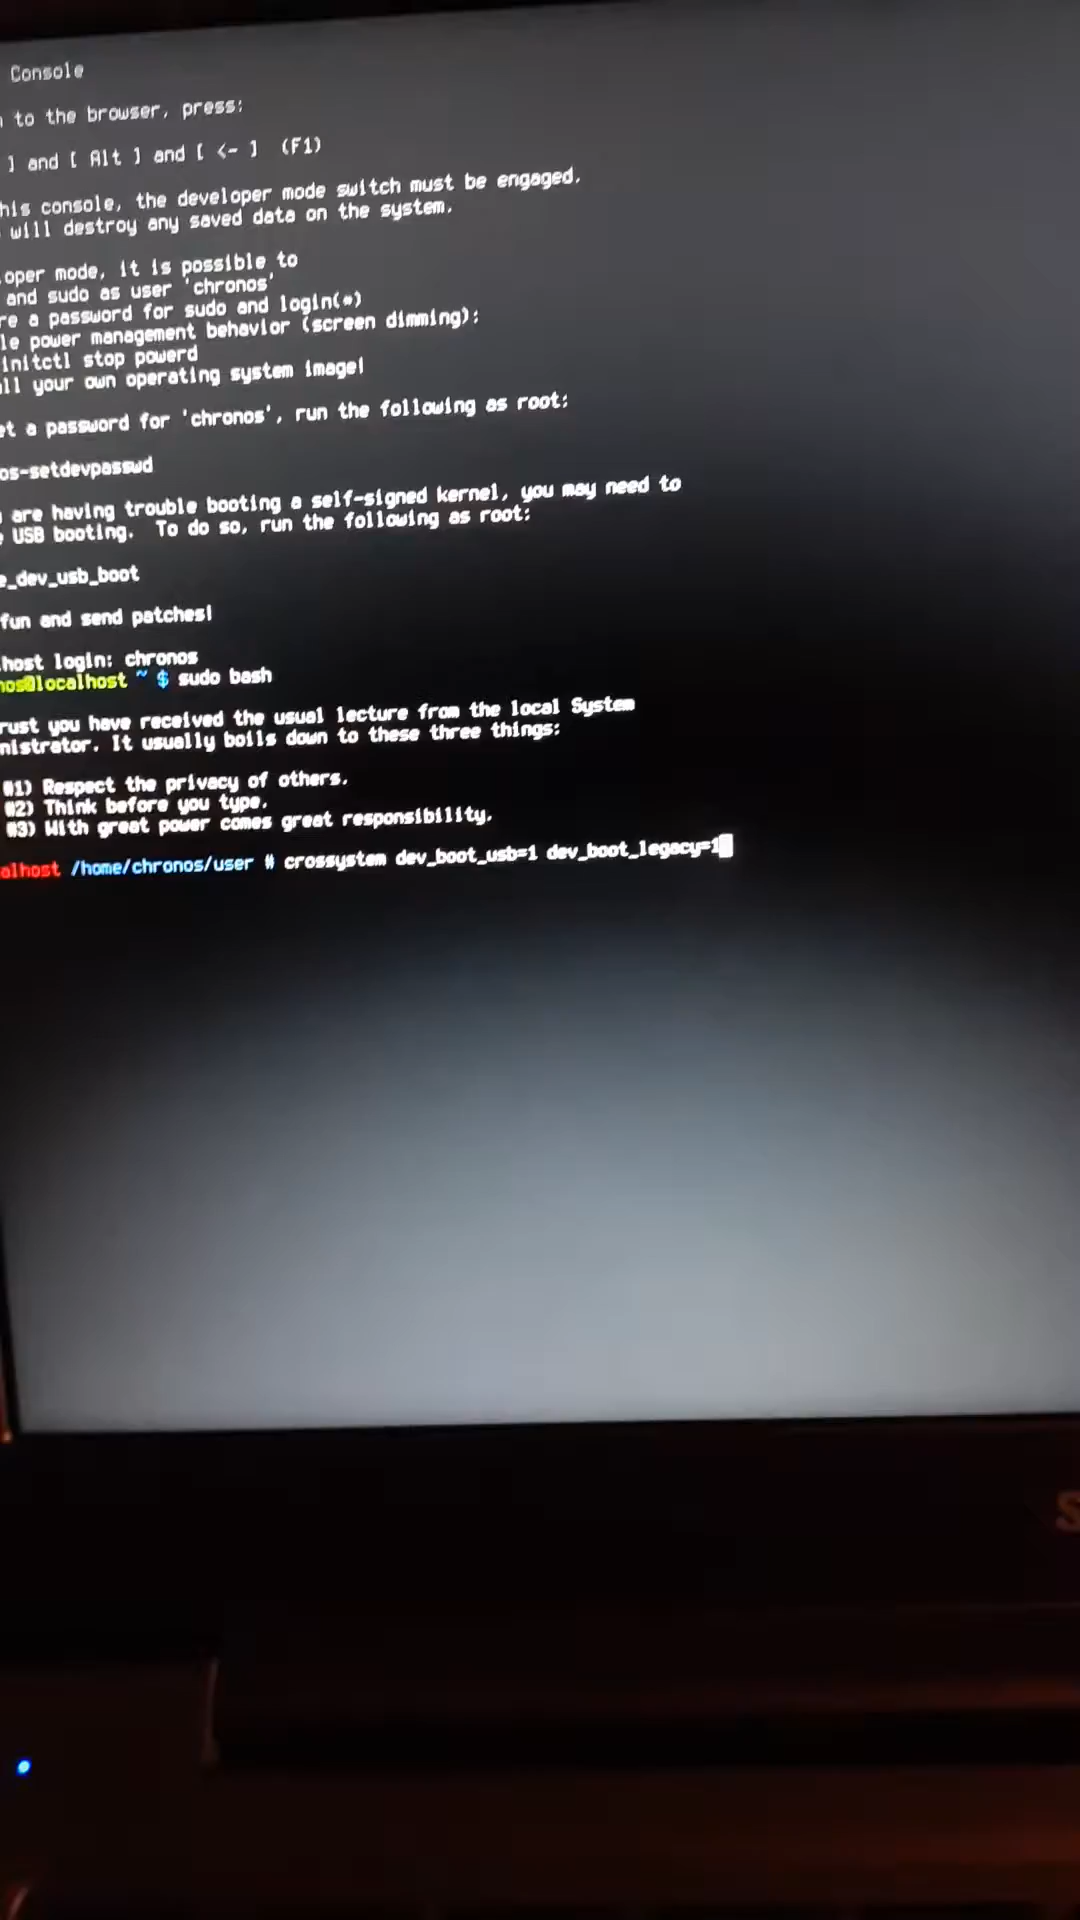 Console
to the browser, press:
] and [ Alt ] and [ <- ] (F1)
his console, the developer mode switch must be engaged.
will destroy any saved data on the system.
oper mode, it is possible to
and sudo as user 'chronos'
re a password for sudo and login(*)
le power management behavior (screen dimming):
initctl stop powerd
ll your own operating system image!
et a password for 'chronos', run the following as root:
os-setdevpasswd
are having trouble booting a self-signed kernel, you may need to
e USB booting. To do so, run the following as root:
e_dev_usb_boot
fun and send patches!
host login: chronos
nos@localhost ~ $ sudo bash
rust you have received the usual lecture from the local System
nistrator. It usually boils down to these three things:
#1) Respect the privacy of others.
#2) Think before you type.
#3) With great power comes great responsibility.
alhost /home/chronos/user # crossystem dev_boot_usb=1 dev_boot_legacy=1
S